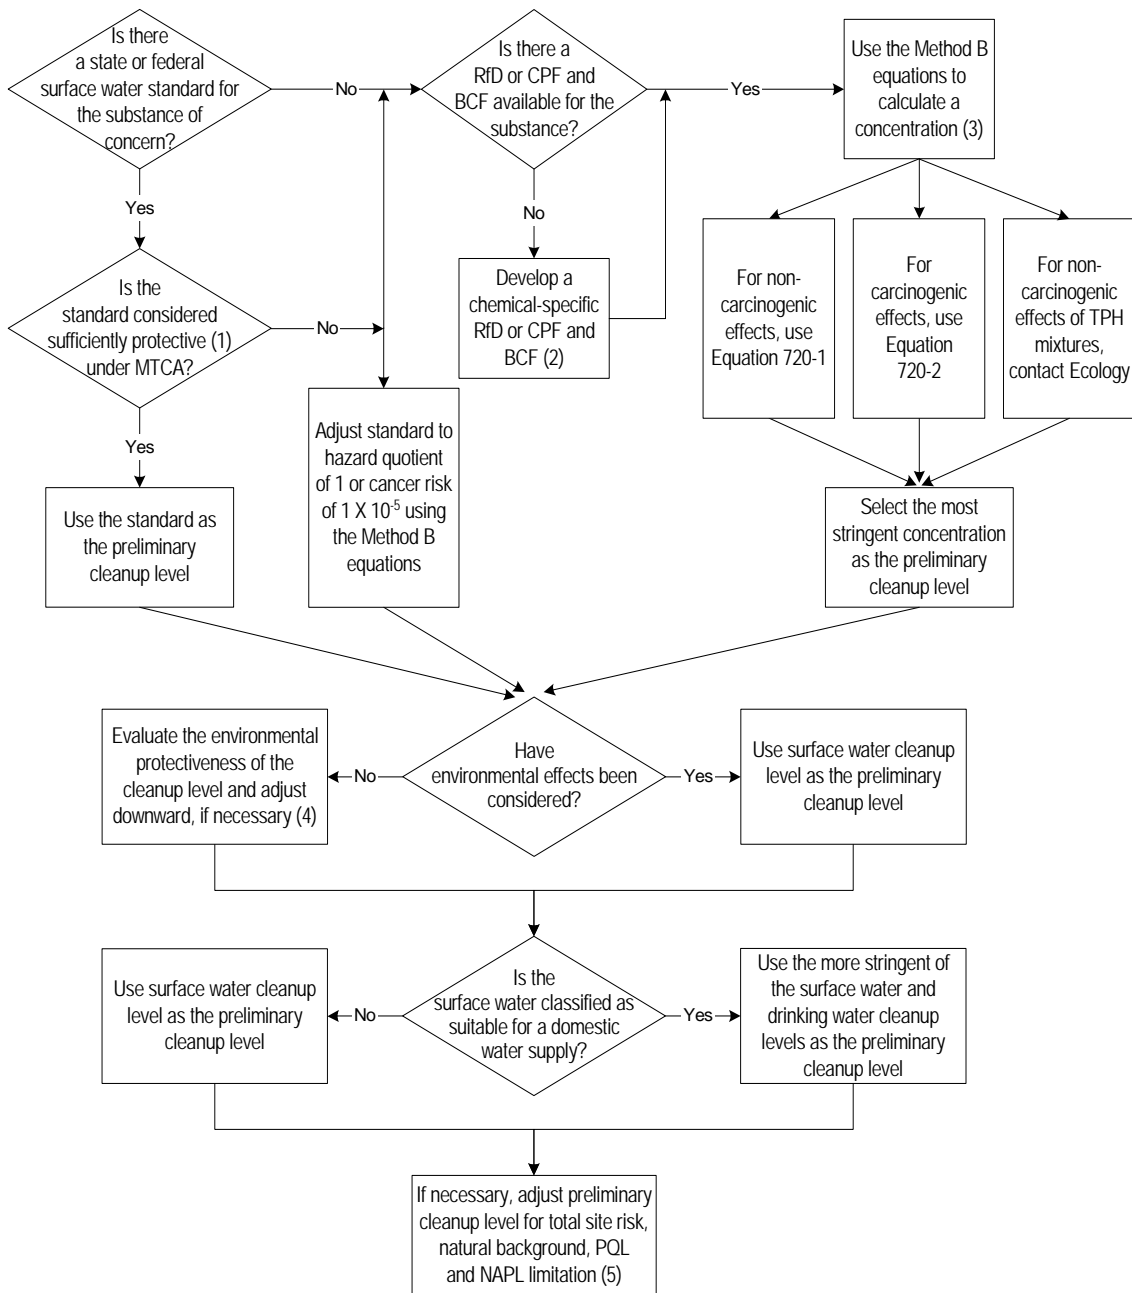 Is there
a state or federal
surface water standard for
the substance of
concern?
No
Is there a
RfD or CPF and
BCF available for the
substance?
Yes
Use the Method B
equations to
calculate a
concentration (3)
Yes
No
Is the
standard considered
sufficiently protective (1)
under MTCA?
No
Develop a
chemical-specific
RfD or CPF and
BCF (2)
For non-
carcinogenic
effects, use
Equation 720-1
For
carcinogenic
effects, use
Equation
720-2
For non-
carcinogenic
effects of TPH
mixtures,
contact Ecology
Yes
Use the standard as
the preliminary
cleanup level
Adjust standard to
hazard quotient
of 1 or cancer risk
of 1 X 10-5 using
the Method B
equations
Select the most
stringent concentration
as the preliminary
cleanup level
Evaluate the environmental
protectiveness of the
cleanup level and adjust
downward, if necessary (4)
No
Have
environmental effects been
considered?
Yes
Use surface water cleanup
level as the preliminary
cleanup level
Use surface water cleanup
level as the preliminary
cleanup level
No
Is the
surface water classified as
suitable for a domestic
water supply?
Yes
Use the more stringent of
the surface water and
drinking water cleanup
levels as the preliminary
cleanup level
If necessary, adjust preliminary
cleanup level for total site risk,
natural background, PQL
and NAPL limitation (5)